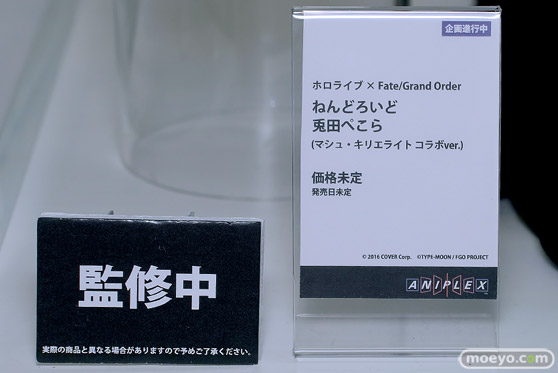 企画進行中
ホロライブ × Fate/Grand Order
ねんどろいど
兎田ぺこら
(マシュ・キリエライト コラボver.)
価格未定
発売日未定
© 2016 COVER Corp. ©TYPE-MOON / FGO PROJECT
ANIPLEX
監修中
実際の商品と異なる場合がありますので予めご了承ください。
moeyo.com